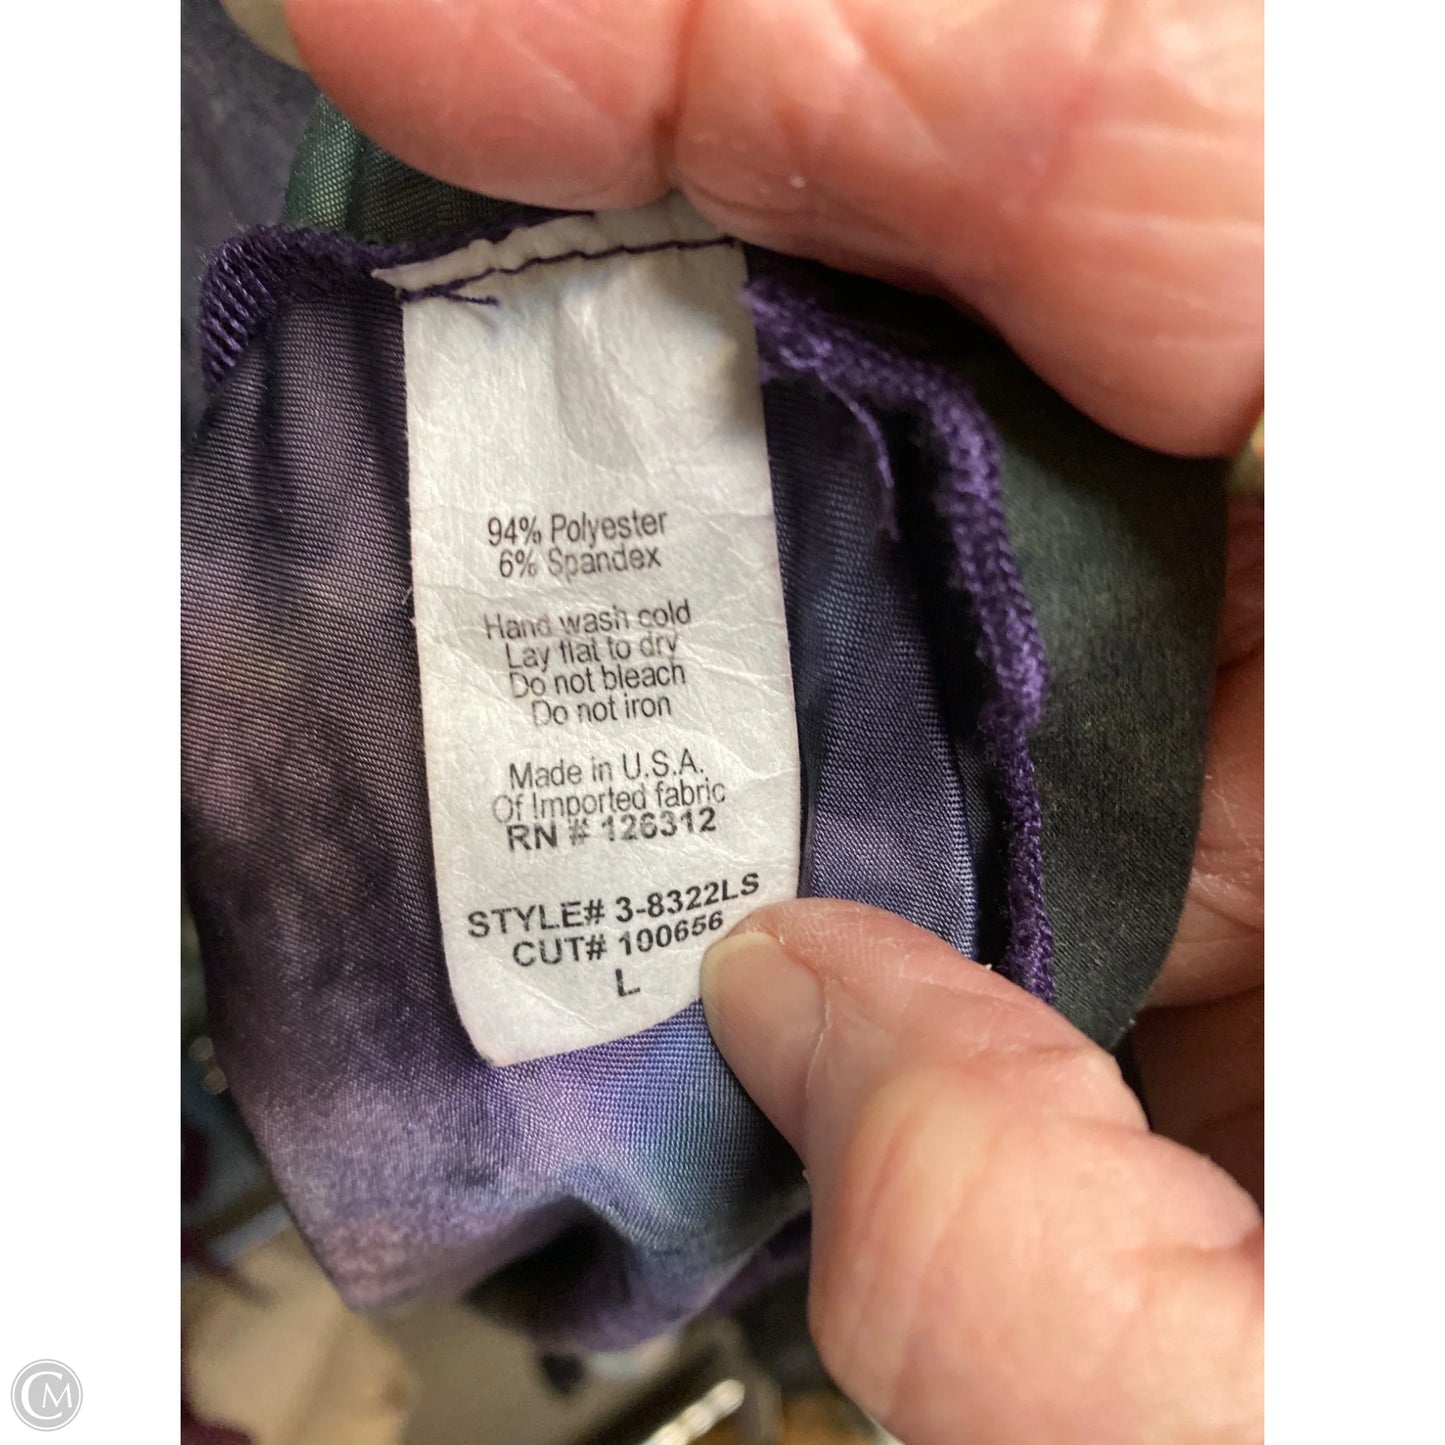 94% Polyester
6% Spandex
Hand wash cold
Lay flat to dry
Do not bleach
Do not iron
Made in U.S.A.
Of Imported fabric
RN # 126312
STYLE# 3-8322LS
CUT# 100656
L
CM